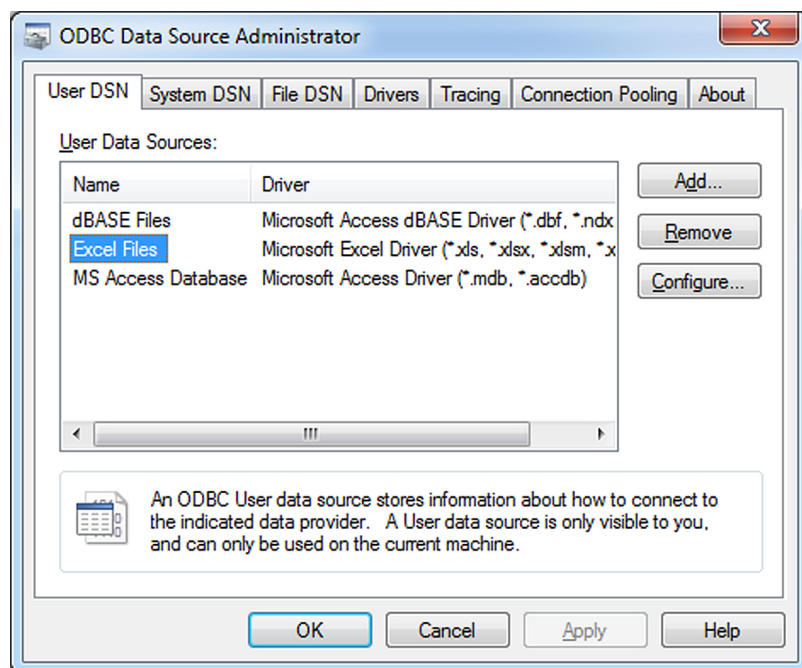 ODBC Data Source Administrator
User DSN System DSN File DSN Drivers Tracing Connection Pooling About
User Data Sources:
Name Driver
Add...
dBASE Files Microsoft Access dBASE Driver (*.dbf, *.ndx
Remove
Excel Files Microsoft Excel Driver (*.xls, *.xlsx, *.xlsm, *.x
MS Access Database Microsoft Access Driver (*.mdb, *.accdb)
Configure...
An ODBC User data source stores information about how to connect to
the indicated data provider. A User data source is only visible to you,
and can only be used on the current machine.
OK Cancel Apply Help